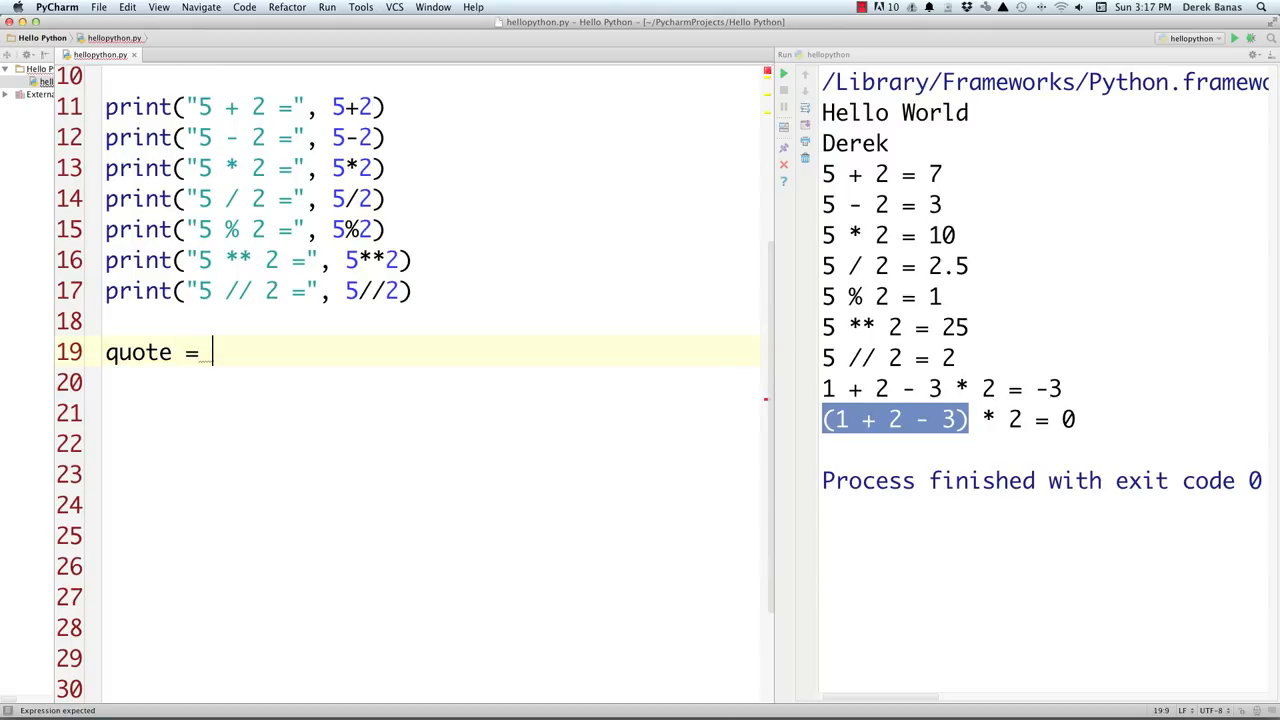 PyCharm File Edit View Navigate Code Refactor Run Tools VCS Window Help 10 Sun 3:17 PM Derek Banas
hellopython.py - Hello Python - [~/PycharmProjects/Hello Python]
Hello Python hellopython.py hellopython
hellopython.py Run hellopython
Hello P
hell
Extern
10
11 print("5 + 2 =", 5+2)
12 print("5 - 2 =", 5-2)
13 print("5 * 2 =", 5*2)
14 print("5 / 2 =", 5/2)
15 print("5 % 2 =", 5%2)
16 print("5 ** 2 =", 5**2)
17 print("5 // 2 =", 5//2)
18
19 quote =
20
21
22
23
24
25
26
27
28
29
30
/Library/Frameworks/Python.framewo
Hello World
Derek
5 + 2 = 7
5 - 2 = 3
5 * 2 = 10
5 / 2 = 2.5
5 % 2 = 1
5 ** 2 = 25
5 // 2 = 2
1 + 2 - 3 * 2 = -3
(1 + 2 - 3) * 2 = 0
Process finished with exit code 0
Expression expected 19:9 LF UTF-8